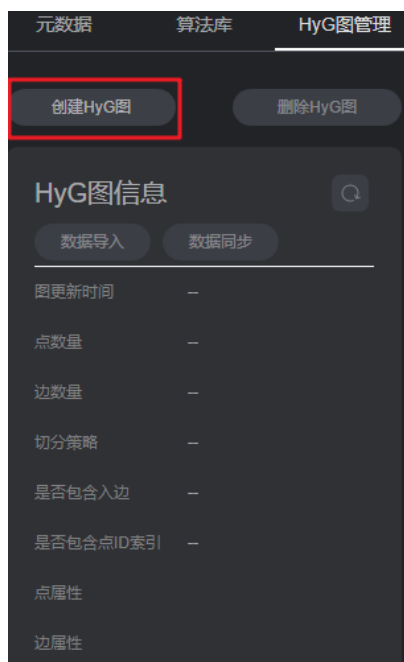 元数据 算法库 HyG图管理
创建HyG图 删除HyG图
HyG图信息
数据导入 数据同步
图更新时间 --
点数量 --
边数量 --
切分策略 --
是否包含入边 --
是否包含点ID索引 --
点属性
边属性